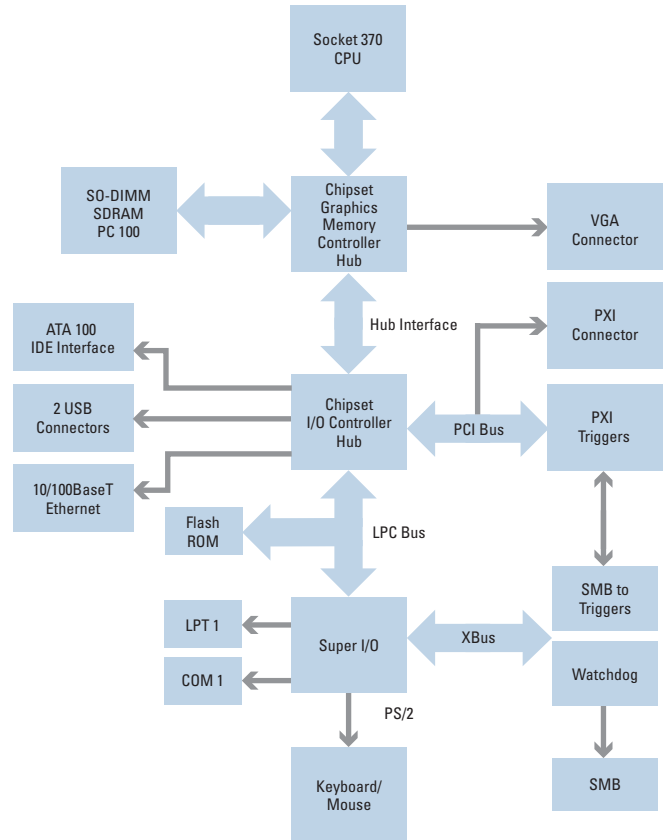 Socket 370
CPU
SO-DIMM
SDRAM
PC 100
Chipset
Graphics
Memory
Controller
Hub
VGA
Connector
Hub Interface
PXI
Connector
ATA 100
IDE Interface
2 USB
Connectors
10/100BaseT
Ethernet
Chipset
I/O Controller
Hub
PCI Bus
PXI
Triggers
Flash
ROM
LPC Bus
LPT 1
COM 1
Super I/O
XBus
SMB to
Triggers
Watchdog
PS/2
Keyboard/
Mouse
SMB